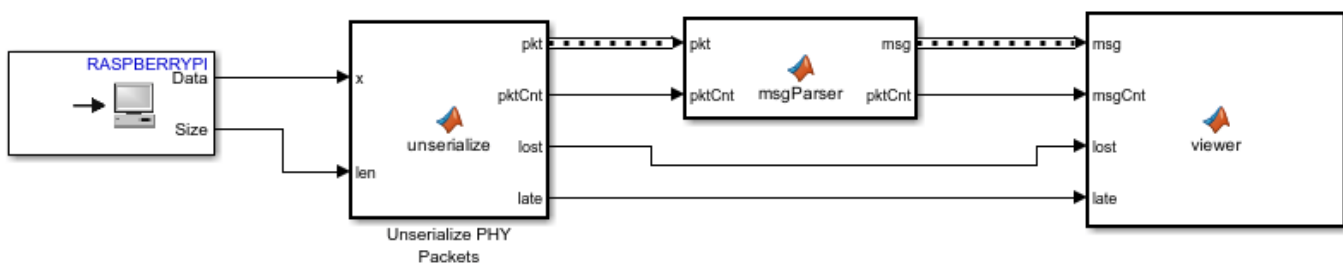 RASPBERRYPI
Data
Size
x
len
unserialize
pkt
pktCnt
lost
late
Unserialize PHY
Packets
pkt
pktCnt
msgParser
msg
pktCnt
msg
msgCnt
lost
late
viewer